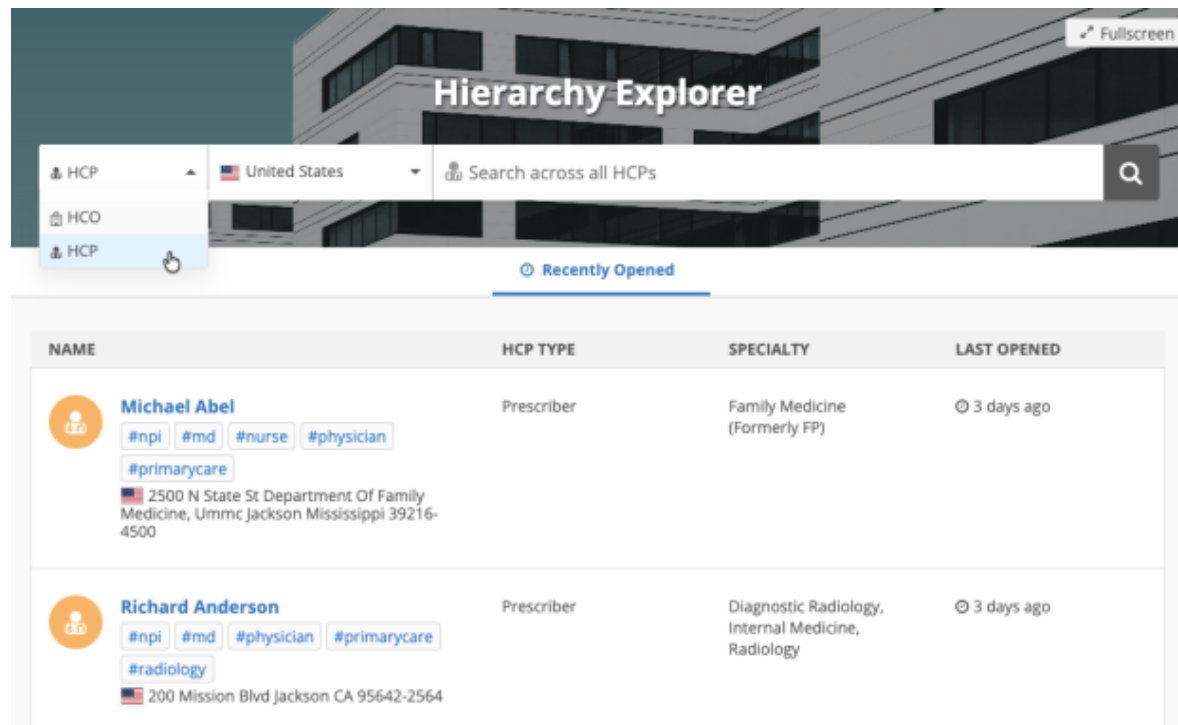 Fullscreen
Hierarchy Explorer
HCP
United States
Search across all HCPs
HCO
HCP
Recently Opened
NAME HCP TYPE SPECIALTY LAST OPENED
Michael Abel Prescriber Family Medicine 3 days ago
(Formerly FP)
#npi #md #nurse #physician
#primarycare
2500 N State St Department Of Family
Medicine, Ummc Jackson Mississippi 39216-
4500
Richard Anderson Prescriber Diagnostic Radiology, 3 days ago
Internal Medicine,
#npi #md #physician #primarycare
Radiology
#radiology
200 Mission Blvd Jackson CA 95642-2564